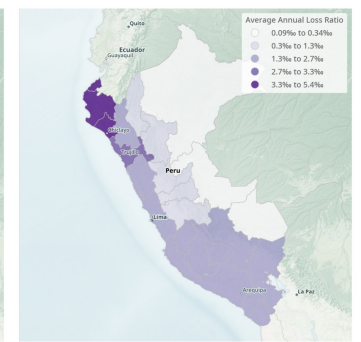 Average Annual Loss Ratio
0.09‰ to 0.34‰
0.3‰ to 1.3‰
1.3‰ to 2.7‰
2.7‰ to 3.3‰
3.3‰ to 5.4‰
Quito
Ecuador
Guayaquil
Chiclayo
Trujillo
Peru
Lima
Arequipa
La Paz